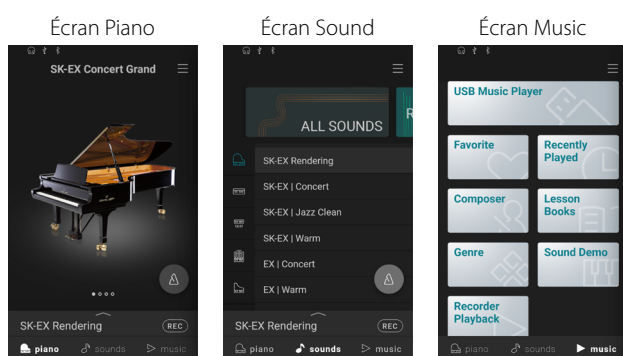 Écran Piano
SK-EX Concert Grand
SK-EX Rendering
REC
piano
sounds
music
Écran Sound
ALL SOUNDS
R
SK-EX Rendering
SK-EX | Concert
SK-EX | Jazz Clean
SK-EX | Warm
EX | Concert
EX | Warm
SK-EX Rendering
REC
piano
sounds
music
Écran Music
USB Music Player
Favorite
Recently
Played
Composer
Lesson
Books
Genre
Sound Demo
Recorder
Playback
piano
sounds
music